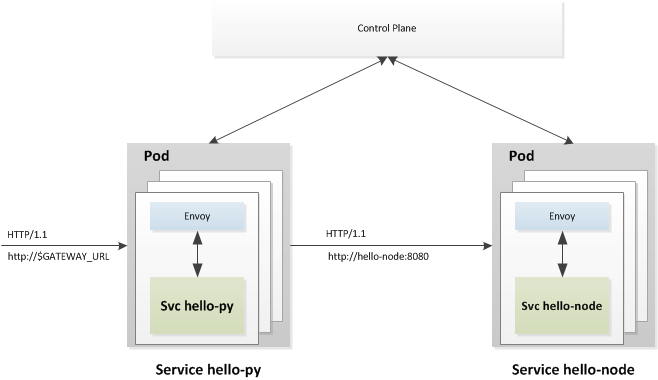 Control Plane
Pod
Envoy
Svc hello-py
Service hello-py
HTTP/1.1
http://$GATEWAY_URL
HTTP/1.1
http://hello-node:8080
Pod
Envoy
Svc hello-node
Service hello-node